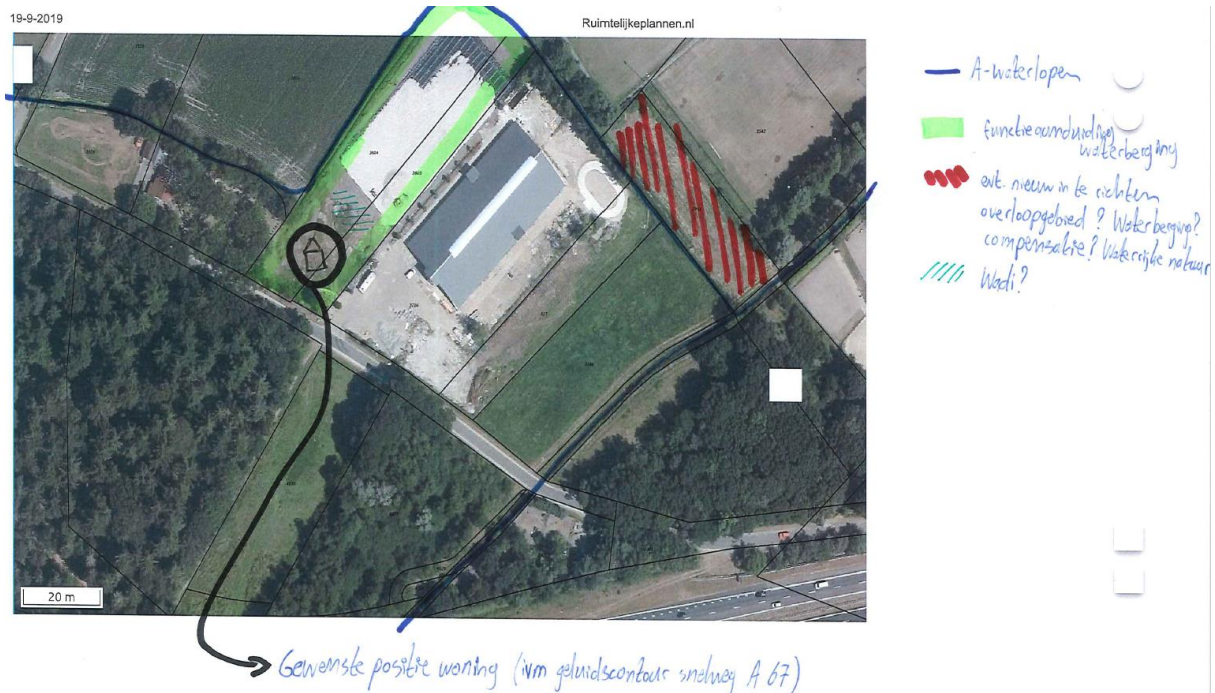 19-9-2019
Ruimtelijkeplannen.nl
A-waterlopen
functieaanduiding
waterberging
evt. nieuw in te richten
overloopgebied? Waterberging?
compensatie? Waterrijke natuur
Wadi?
20 m
Gewenste positie woning (ivm geluidscontour snelweg A 67)